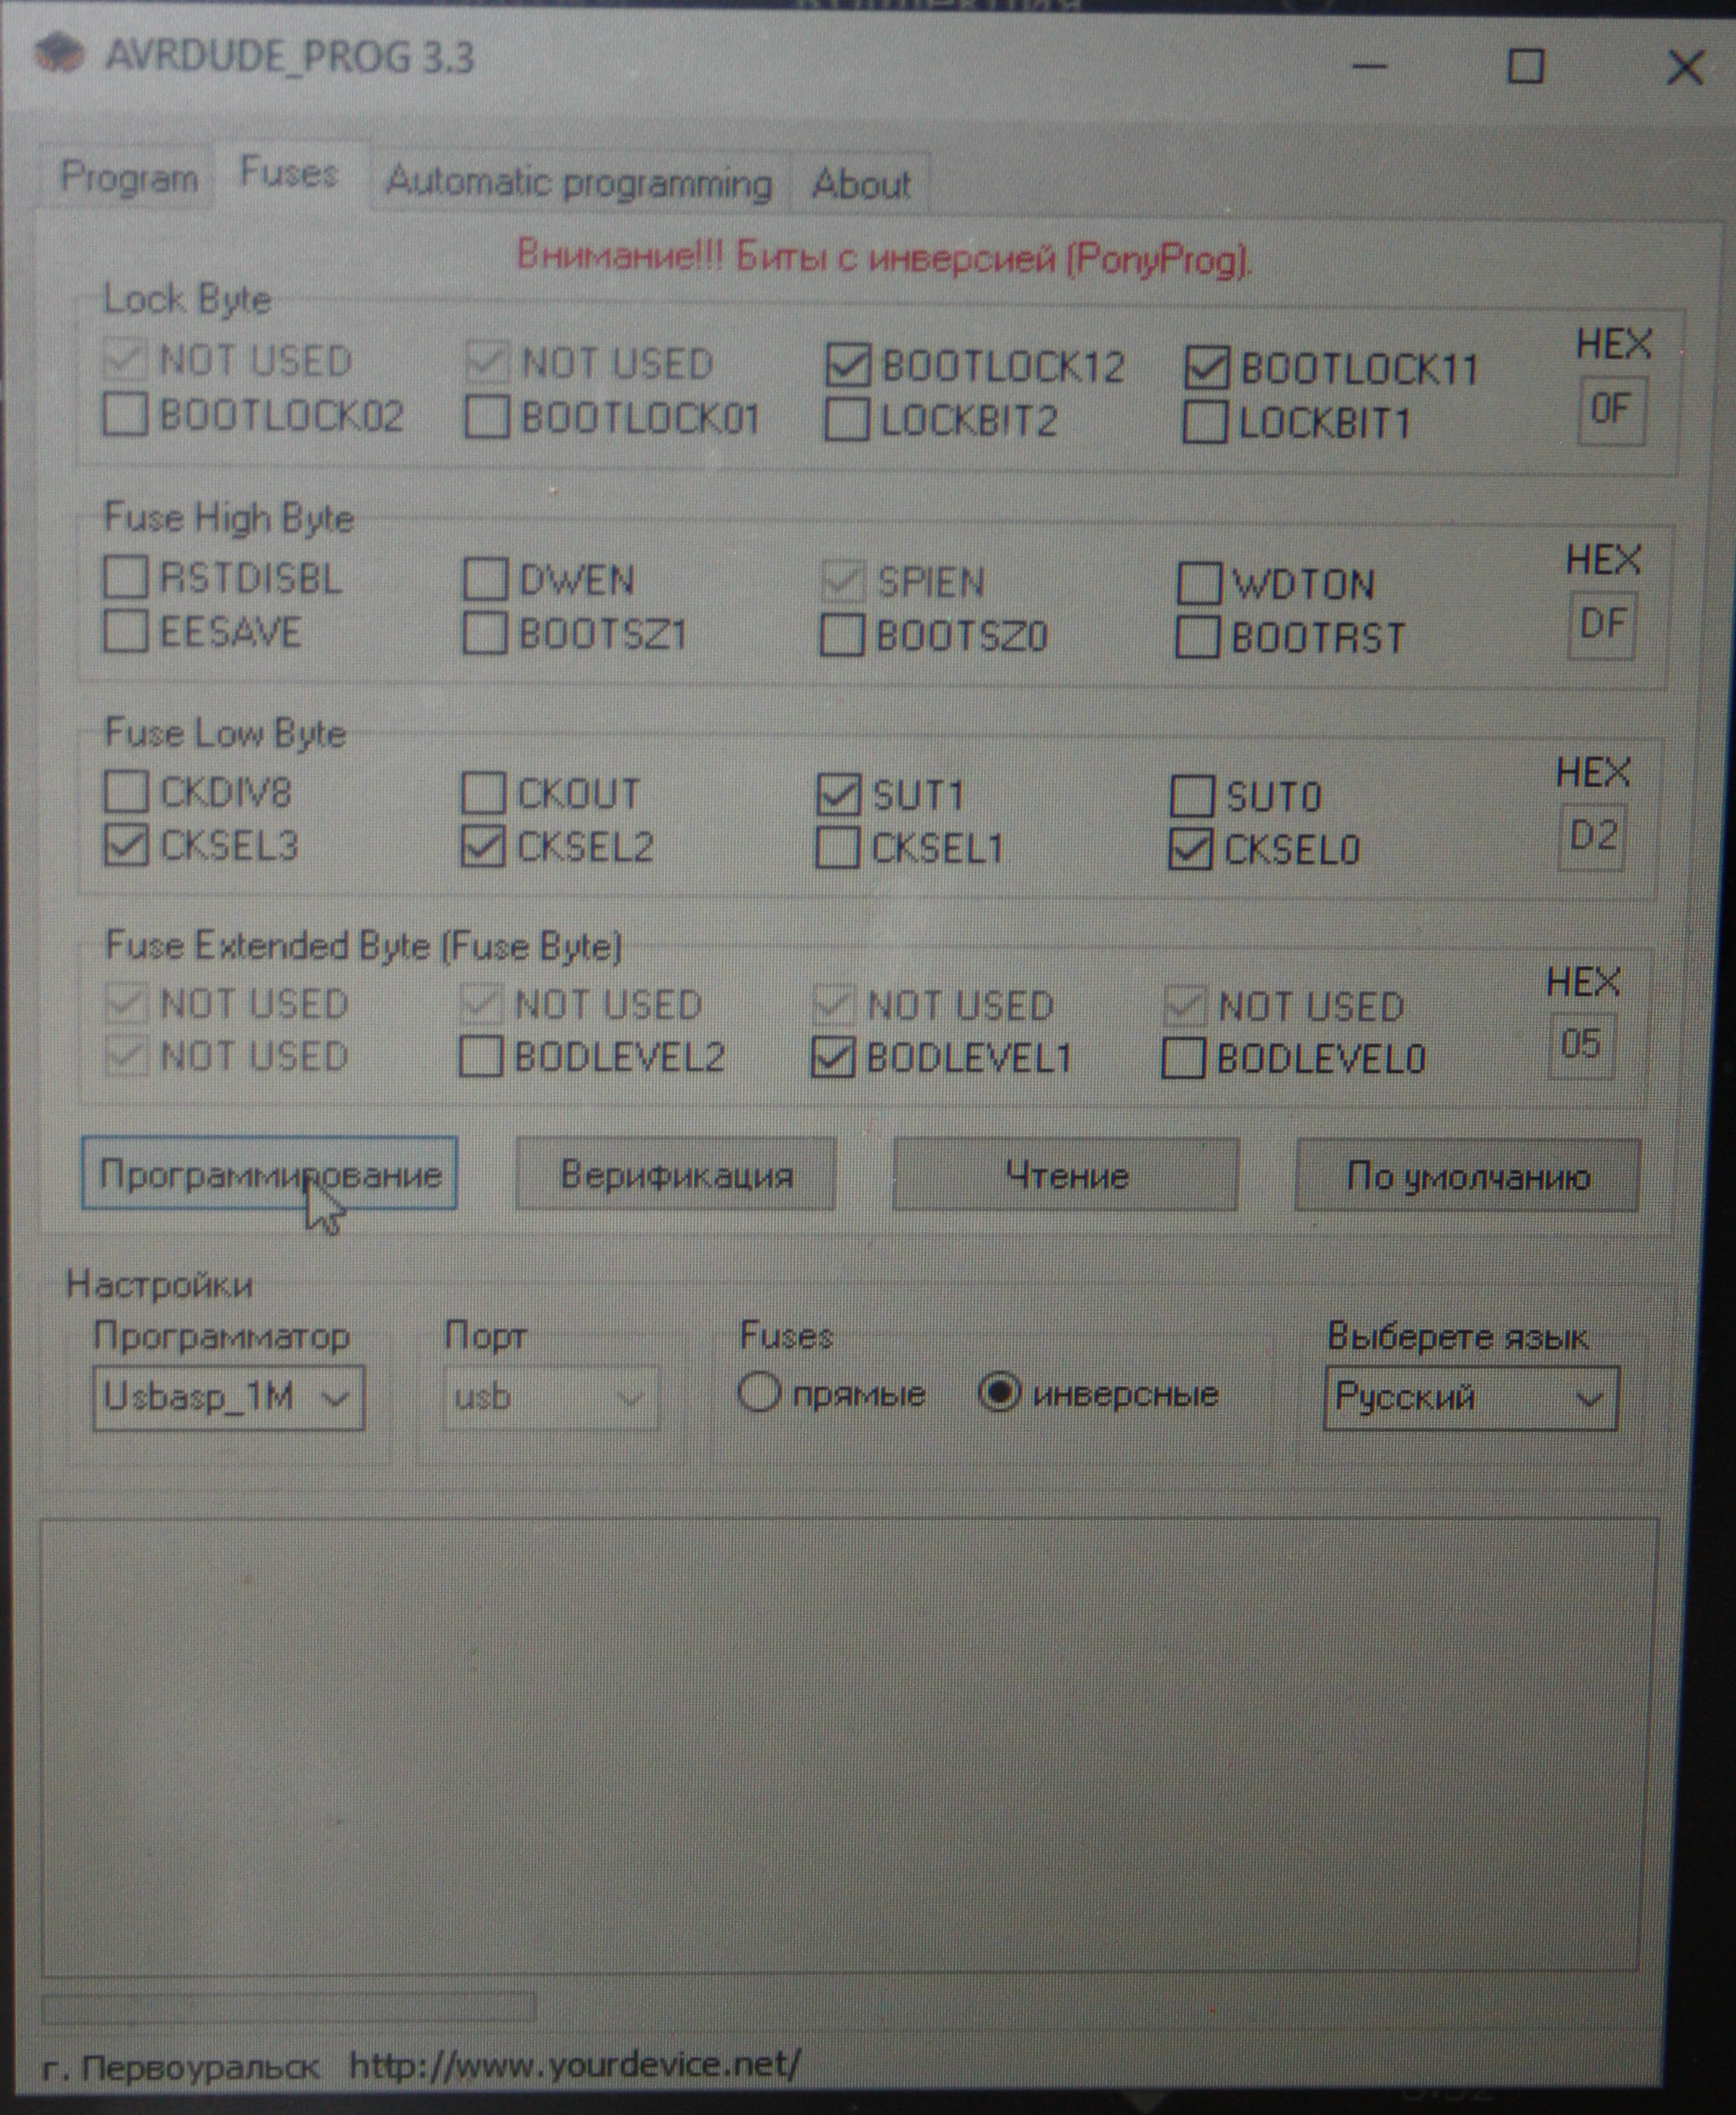 AVRDUDE_PROG 3.3
Program Fuses Automatic programming About
Внимание!!! Биты с инверсией (PonyProg).
Lock Byte
HEX
NOT USED NOT USED BOOTLOCK12 BOOTLOCK11
0F
BOOTLOCK02 BOOTLOCK01 LOCKBIT2 LOCKBIT1
Fuse High Byte
HEX
RSTDISBL DWEN SPIEN WDTON
DF
EESAVE BOOTSZ1 BOOTSZ0 BOOTRST
Fuse Low Byte
HEX
CKDIV8 CKOUT SUT1 SUT0
D2
CKSEL3 CKSEL2 CKSEL1 CKSEL0
Fuse Extended Byte (Fuse Byte)
HEX
NOT USED NOT USED NOT USED NOT USED
05
NOT USED BODLEVEL2 BODLEVEL1 BODLEVEL0
Программирование Верификация Чтение По умолчанию
Настройки
Программатор Порт Fuses Выберете язык
Usbasp_1M usb прямые инверсные Русский
г. Первоуральск http://www.yourdevice.net/